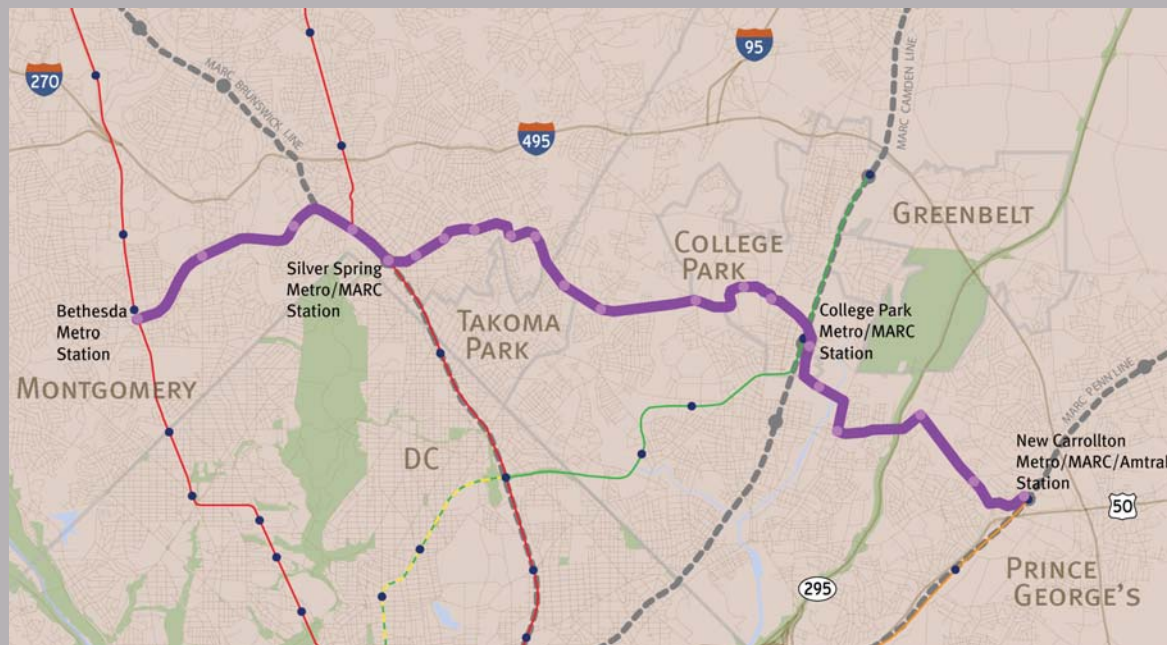 270
MARC BRUNSWICK LINE
95
495
MARC CAMDEN LINE
GREENBELT
COLLEGE
PARK
Silver Spring
Metro/MARC
Station
Bethesda
Metro
Station
TAKOMA
PARK
College Park
Metro/MARC
Station
MONTGOMERY
MARC PENN LINE
DC
New Carrollton
Metro/MARC/Amtrak
Station
50
295
PRINCE
GEORGE'S